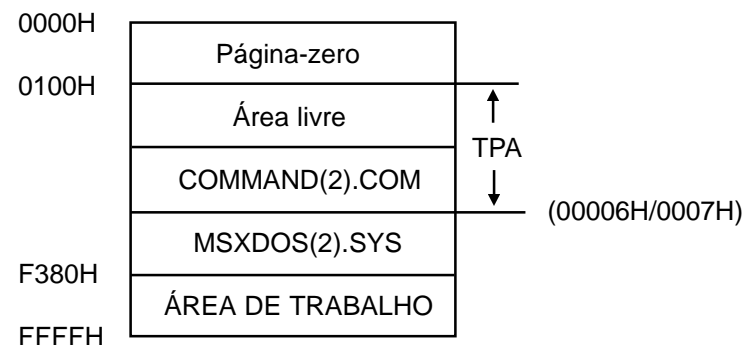 0000H
Página-zero
0100H
Área livre
TPA
COMMAND(2).COM
(00006H/0007H)
MSXDOS(2).SYS
F380H
ÁREA DE TRABALHO
FFFFH